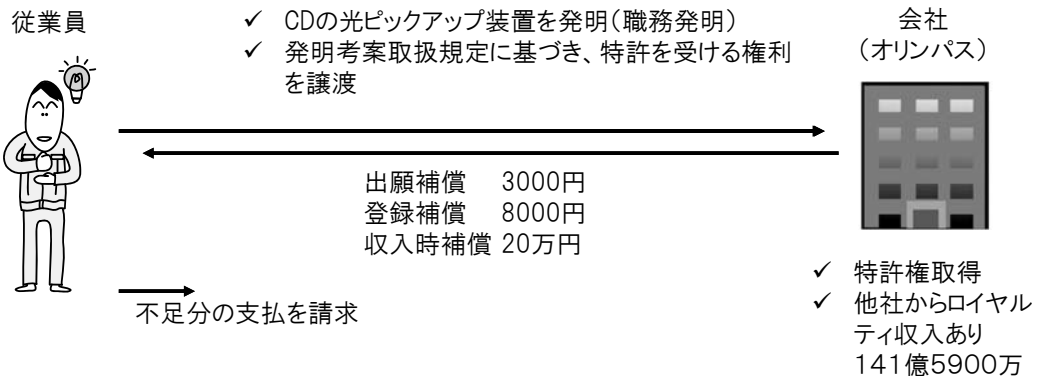 従業員
✓ CDの光ピックアップ装置を発明(職務発明)
✓ 発明考案取扱規定に基づき、特許を受ける権利
を譲渡
会社
(オリンパス)
出願補償 3000円
登録補償 8000円
収入時補償 20万円
不足分の支払を請求
✓ 特許権取得
✓ 他社からロイヤル
ティ収入あり
141億5900万